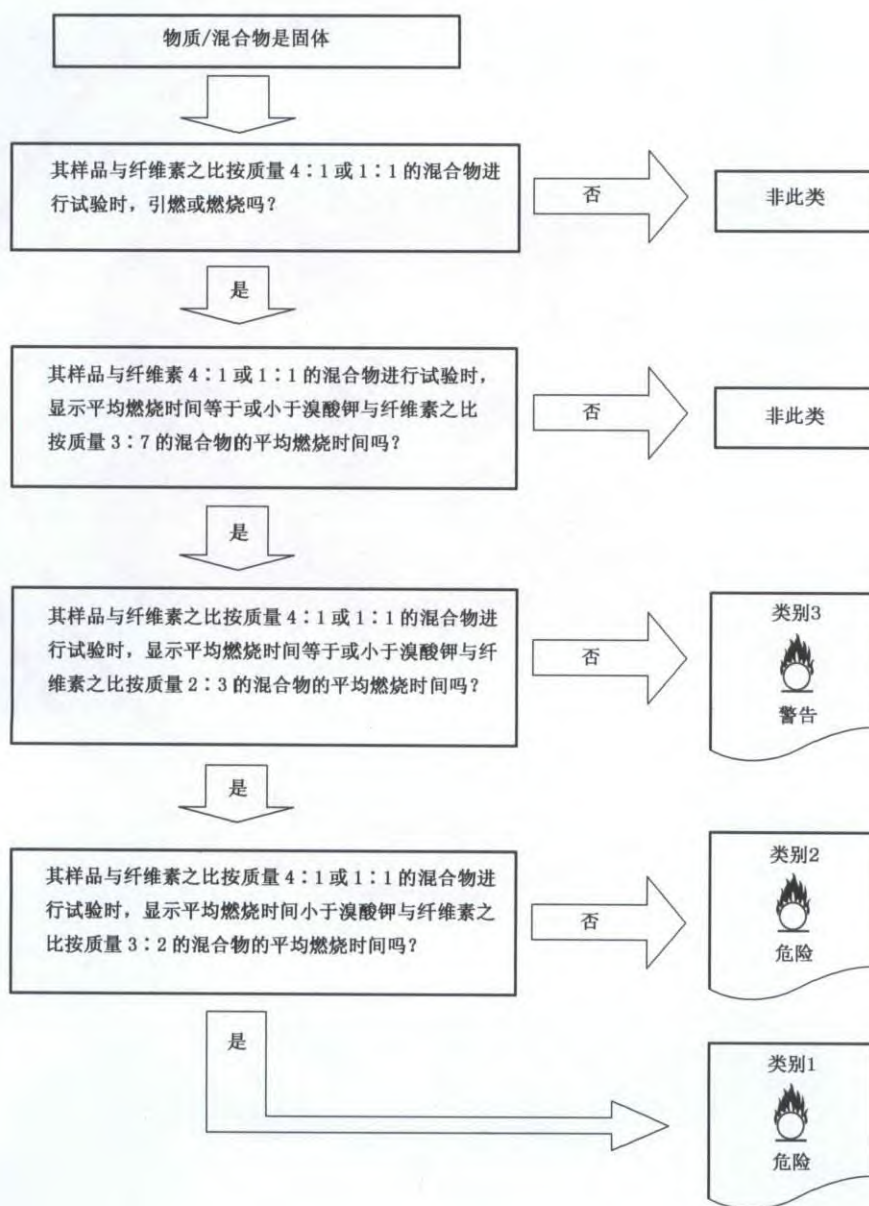 物质/混合物是固体
其样品与纤维素之比按质量 4∶1 或 1∶1 的混合物进
行试验时，引燃或燃烧吗？
否
非此类
是
其样品与纤维素 4∶1 或 1∶1 的混合物进行试验时，
显示平均燃烧时间等于或小于溴酸钾与纤维素之比
按质量 3∶7 的混合物的平均燃烧时间吗？
否
非此类
是
其样品与纤维素之比按质量 4∶1 或 1∶1 的混合物进
行试验时，显示平均燃烧时间等于或小于溴酸钾与纤
维素之比按质量 2∶3 的混合物的平均燃烧时间吗？
否
类别3
警告
是
其样品与纤维素之比按质量 4∶1 或 1∶1 的混合物进
行试验时，显示平均燃烧时间小于溴酸钾与纤维素之
比按质量 3∶2 的混合物的平均燃烧时间吗？
否
类别2
危险
是
类别1
危险